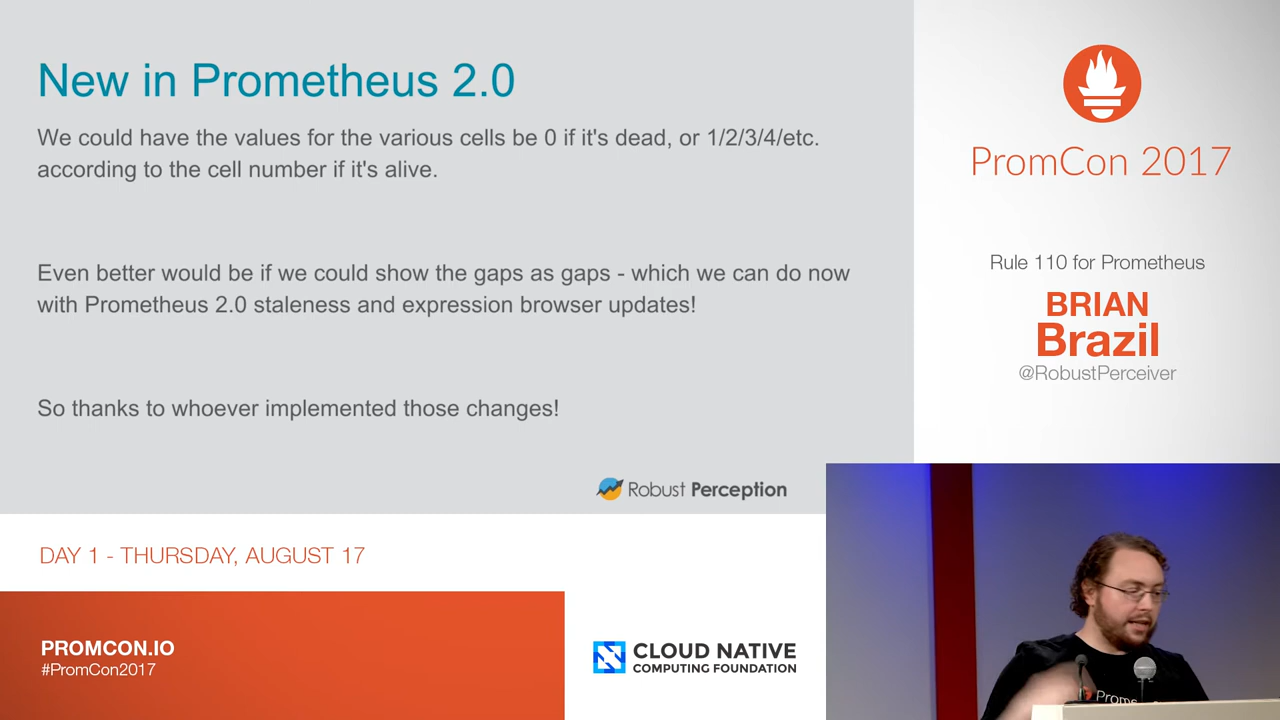 New in Prometheus 2.0
We could have the values for the various cells be 0 if it's dead, or 1/2/3/4/etc.
according to the cell number if it's alive.
Even better would be if we could show the gaps as gaps - which we can do now
with Prometheus 2.0 staleness and expression browser updates!
So thanks to whoever implemented those changes!
Robust Perception
PromCon 2017
Rule 110 for Prometheus
BRIAN
Brazil
@RobustPerceiver
DAY 1 - THURSDAY, AUGUST 17
PROMCON.IO
#PromCon2017
CLOUD NATIVE
COMPUTING FOUNDATION